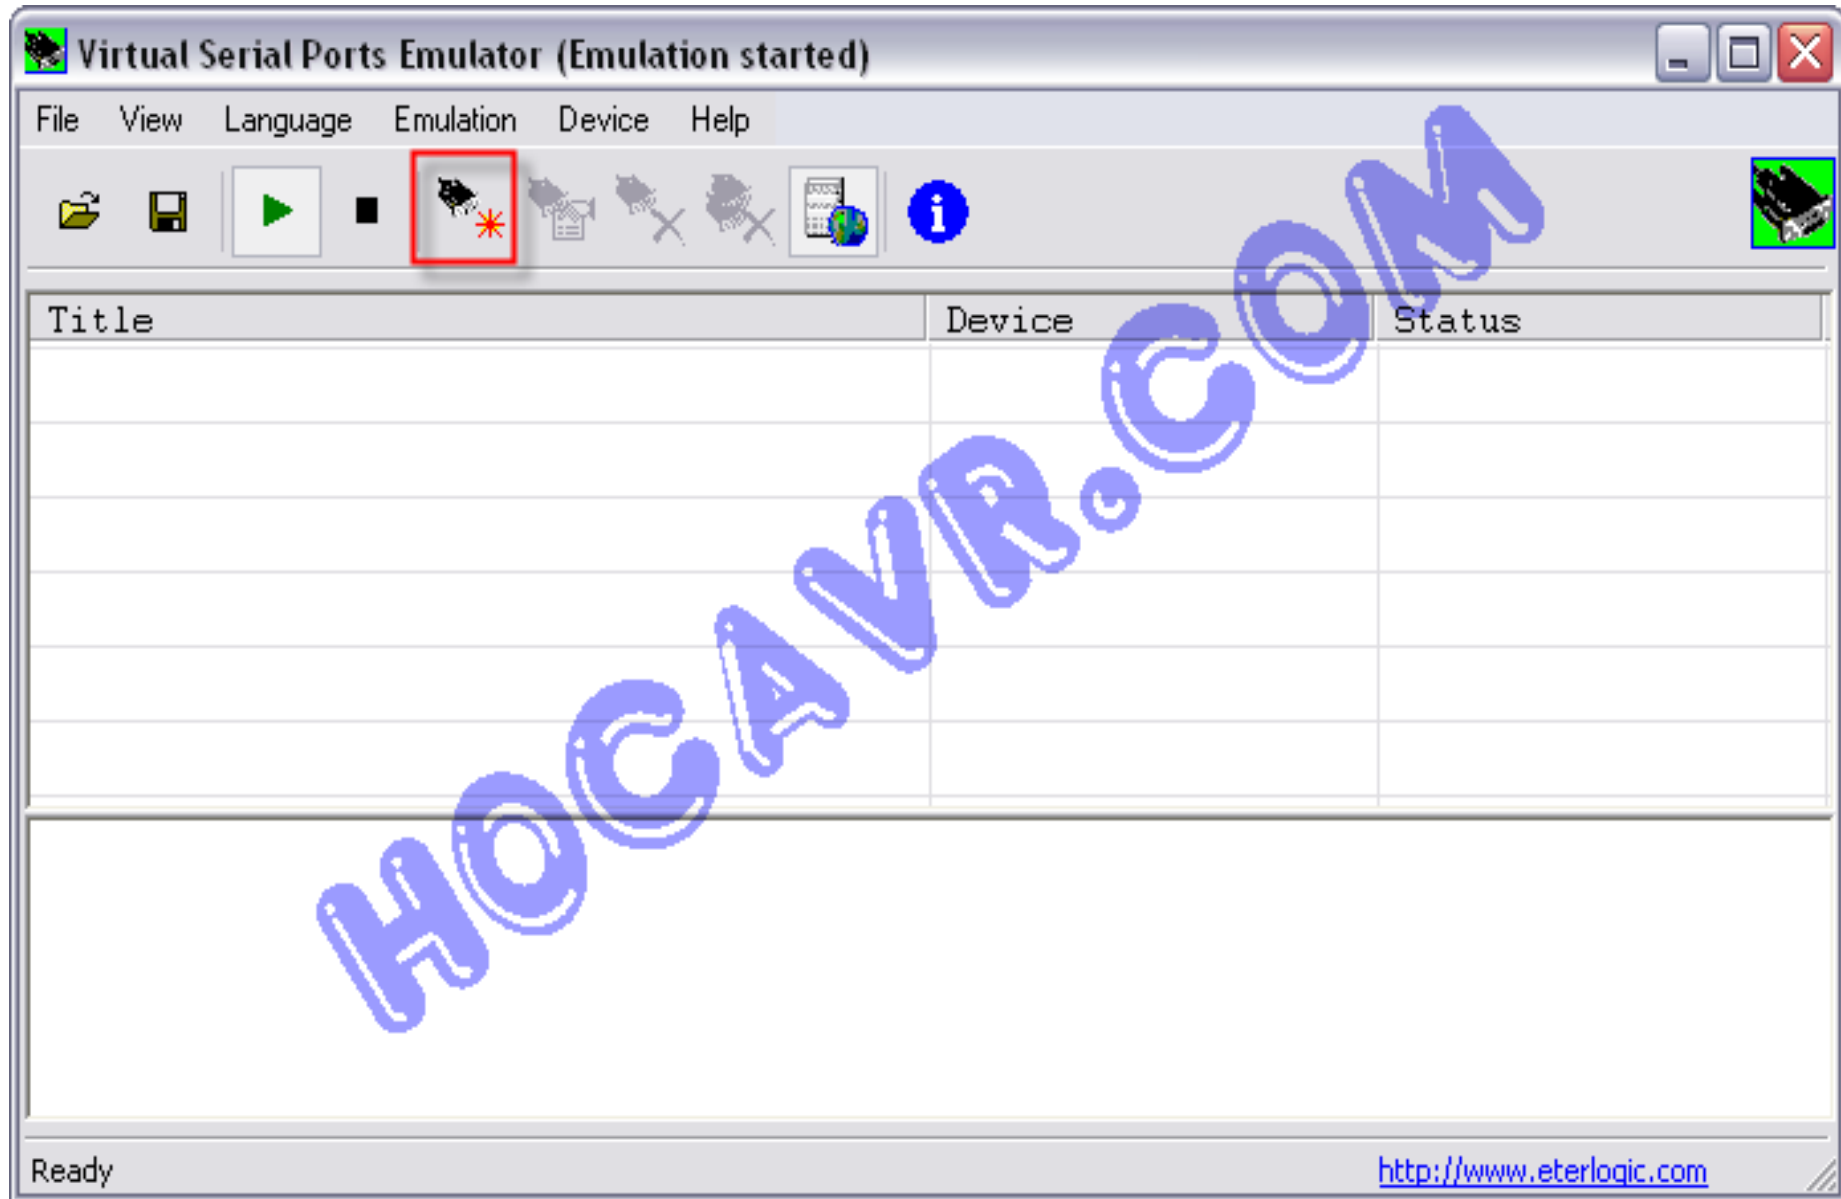 Virtual Serial Ports Emulator (Emulation started)
File View Language Emulation Device Help
Title Device Status
HOCAVR.COM
Ready http://www.eterlogic.com